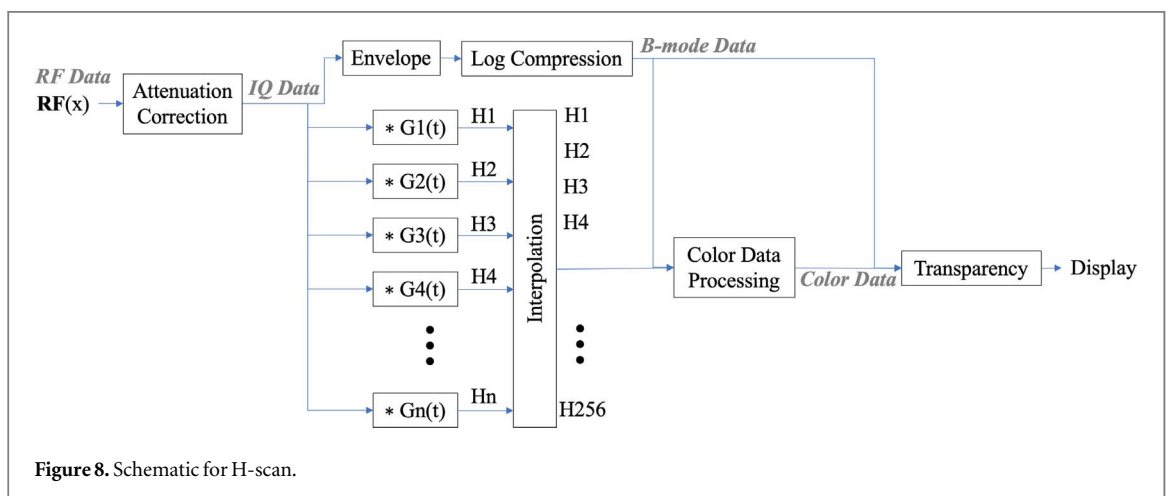 RF Data
RF(x)
Attenuation
Correction
IQ Data
Envelope
Log Compression
B-mode Data
* G1(t)
H1
* G2(t)
H2
* G3(t)
H3
* G4(t)
H4
* Gn(t)
Hn
Interpolation
H1
H2
H3
H4
H256
Color Data
Processing
Color Data
Transparency
Display
Figure 8. Schematic for H-scan.